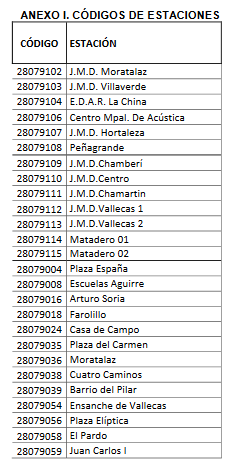 ANEXO I. CÓDIGOS DE ESTACIONES
CÓDIGO ESTACIÓN
28079102 J.M.D. Moratalaz
28079103 J.M.D. Villaverde
28079104 E.D.A.R. La China
28079106 Centro Mpal. De Acústica
28079107 J.M.D. Hortaleza
28079108 Peñagrande
28079109 J.M.D.Chamberí
28079110 J.M.D.Centro
28079111 J.M.D.Chamartin
28079112 J.M.D.Vallecas 1
28079113 J.M.D.Vallecas 2
28079114 Matadero 01
28079115 Matadero 02
28079004 Plaza España
28079008 Escuelas Aguirre
28079016 Arturo Soria
28079018 Farolillo
28079024 Casa de Campo
28079035 Plaza del Carmen
28079036 Moratalaz
28079038 Cuatro Caminos
28079039 Barrio del Pilar
28079054 Ensanche de Vallecas
28079056 Plaza Elíptica
28079058 El Pardo
28079059 Juan Carlos I